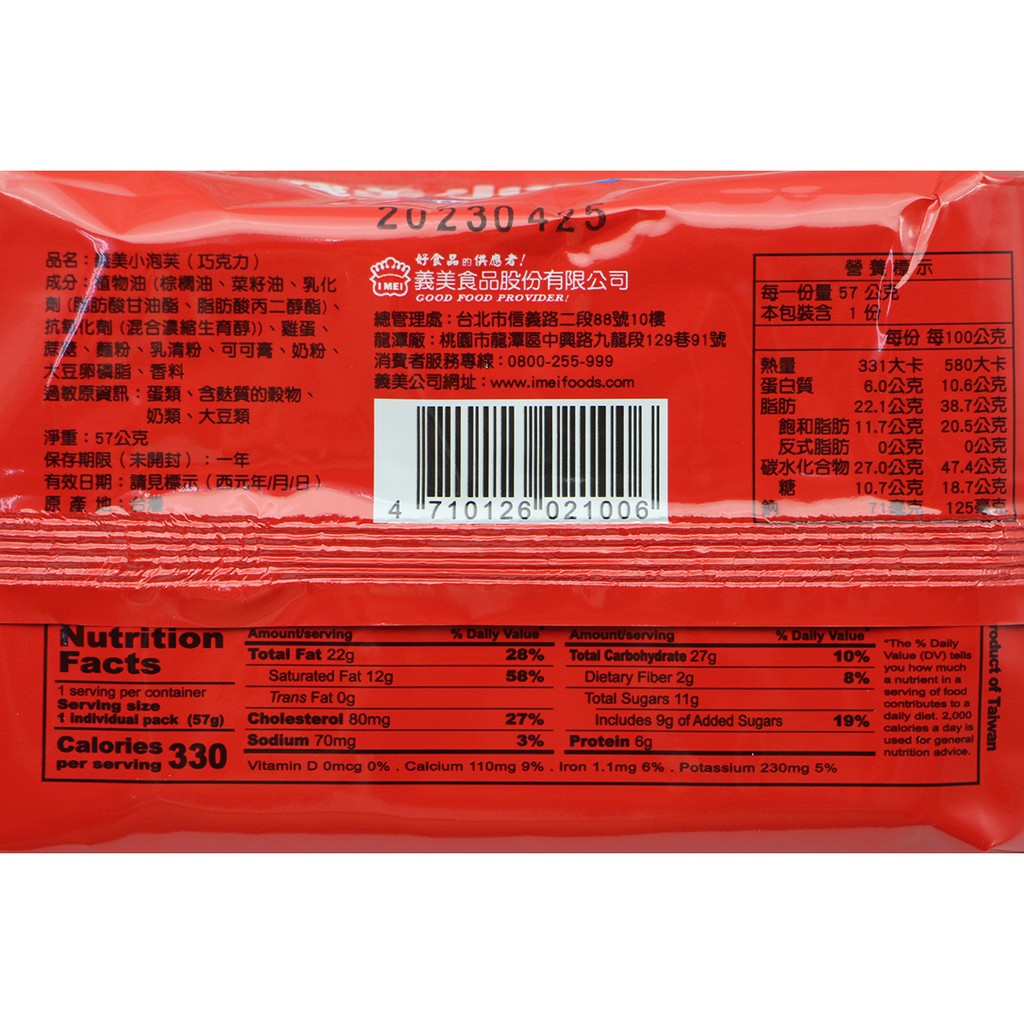 20230425
品名：義美小泡芙（巧克力）
成分：植物油（棕櫚油、菜籽油、乳化
劑（脂肪酸甘油酯、脂肪酸丙二醇酯）、
抗氧化劑（混合濃縮生育醇））、雞蛋、
蔗糖、麵粉、乳清粉、可可膏、奶粉、
大豆卵磷脂、香料
過敏原資訊：蛋類、含麩質的穀物、
奶類、大豆類
淨重：57公克
保存期限（未開封）：一年
有效日期：請見標示（西元年/月/日）
原產地：台灣
好食品的供應者！
I MEI
義美食品股份有限公司
GOOD FOOD PROVIDER!
總管理處：台北市信義路二段88號10樓
龍潭廠：桃園市龍潭區中興路九龍段129巷91號
消費者服務專線：0800-255-999
義美公司網址：www.imeifoods.com
4 710126 021006
營養標示
每一份量 57 公克
本包裝含 1 份
每份 每100公克
熱量 331大卡 580大卡
蛋白質 6.0公克 10.6公克
脂肪 22.1公克 38.7公克
飽和脂肪 11.7公克 20.5公克
反式脂肪 0公克 0公克
碳水化合物 27.0公克 47.4公克
糖 10.7公克 18.7公克
鈉 71毫克 125毫克
Nutrition
Facts
1 serving per container
Serving size
1 individual pack (57g)
Calories 330
per serving
Amount/serving % Daily Value*
Total Fat 22g 28%
Saturated Fat 12g 58%
Trans Fat 0g
Cholesterol 80mg 27%
Sodium 70mg 3%
Amount/serving % Daily Value*
Total Carbohydrate 27g 10%
Dietary Fiber 2g 8%
Total Sugars 11g
Includes 9g of Added Sugars 19%
Protein 6g
Vitamin D 0mcg 0% . Calcium 110mg 9% . Iron 1.1mg 6% . Potassium 230mg 5%
*The % Daily
Value (DV) tells
you how much
a nutrient in a
serving of food
contributes to a
daily diet. 2,000
calories a day is
used for general
nutrition advice.
Product of Taiwan